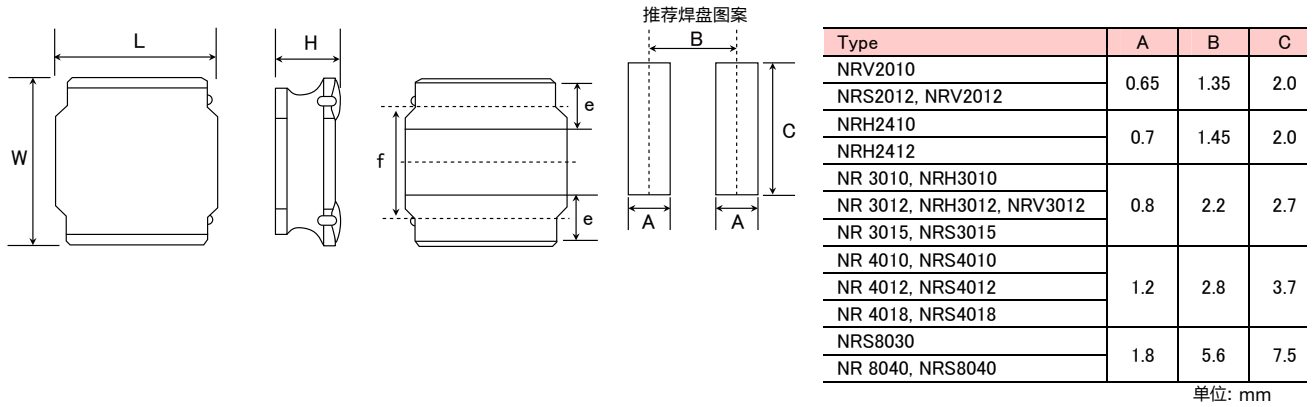 L
W
H
f
e
e
推荐焊盘图案
B
C
A
A
Type A B C
NRV2010
NRS2012, NRV2012
0.65 1.35 2.0
NRH2410
NRH2412
0.7 1.45 2.0
NR 3010, NRH3010
NR 3012, NRH3012, NRV3012
NR 3015, NRS3015
0.8 2.2 2.7
NR 4010, NRS4010
NR 4012, NRS4012
NR 4018, NRS4018
1.2 2.8 3.7
NRS8030
NR 8040, NRS8040
1.8 5.6 7.5
单位: mm